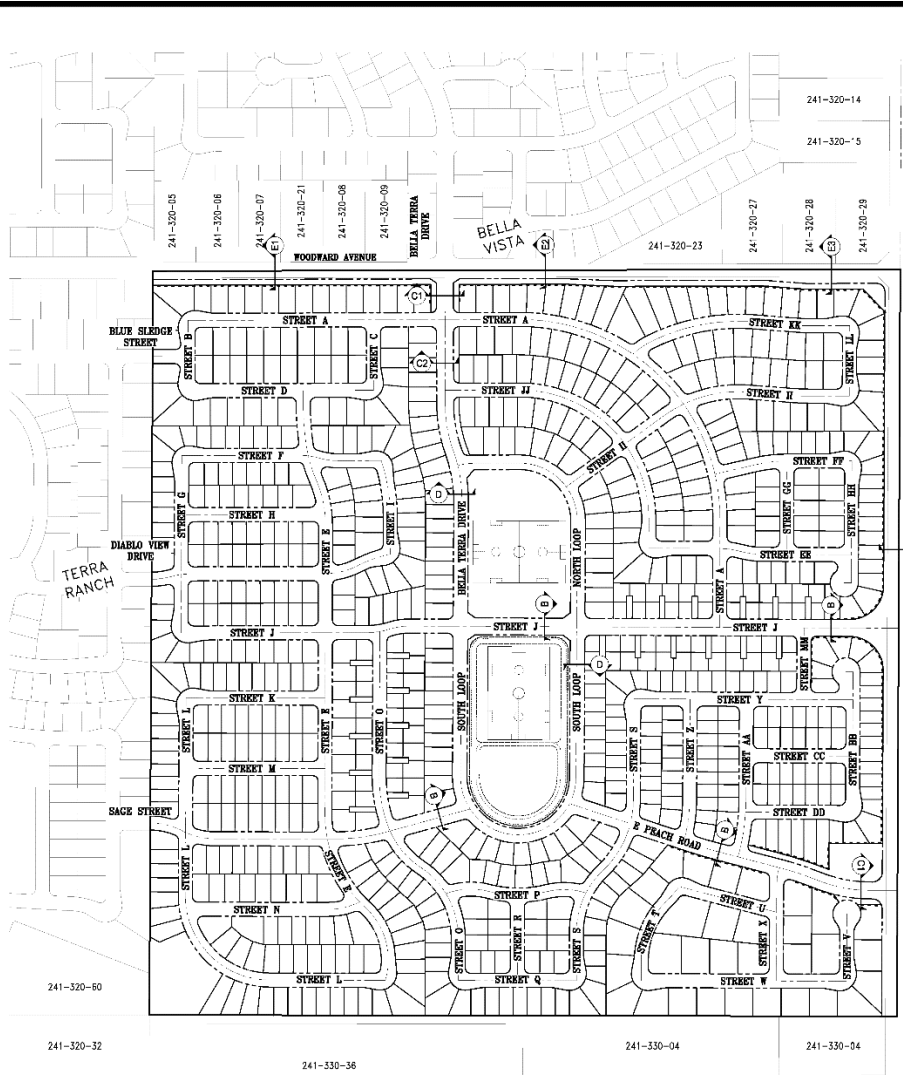 241-320-14
241-320-'5
241-320-05
241-320-06
241-320-07
241-320-21
241-320-08
241-320-09
BELLA TERRA
DRIVE
BELLA
VISTA
241-320-23
241-320-27
241-320-28
241-320-29
E1
WOODWARD AVENUE
E2
E3
C1
BLUE SLEDGE
STREET
STREET B
STREET A
STREET C
STREET A
STREET KK
STREET LL
C2
STREET D
STREET JJ
STREET II
STREET F
STREET II
STREET FF
STREET G
STREET GG
STREET HH
D
STREET H
STREET E
STREET I
BELLA TERRA DRIVE
NORTH LOOP
DIABLO VIEW
DRIVE
TERRA
RANCH
STREET EE
STREET A
B
B
STREET J
STREET J
STREET J
STREET MM
D
STREET K
STREET L
STREET E
STREET O
SOUTH LOOP
SOUTH LOOP
STREET S
STREET Y
STREET Z
STREET AA
STREET BB
STREET CC
STREET M
B
SAGE STREET
STREET DD
E PEACH ROAD
B
STREET L
STREET E
C1
STREET P
STREET U
STREET N
STREET O
STREET R
STREET S
STREET T
STREET X
STREET V
STREET L
STREET Q
STREET W
241-320-60
241-320-32
241-330-36
241-330-04
241-330-04